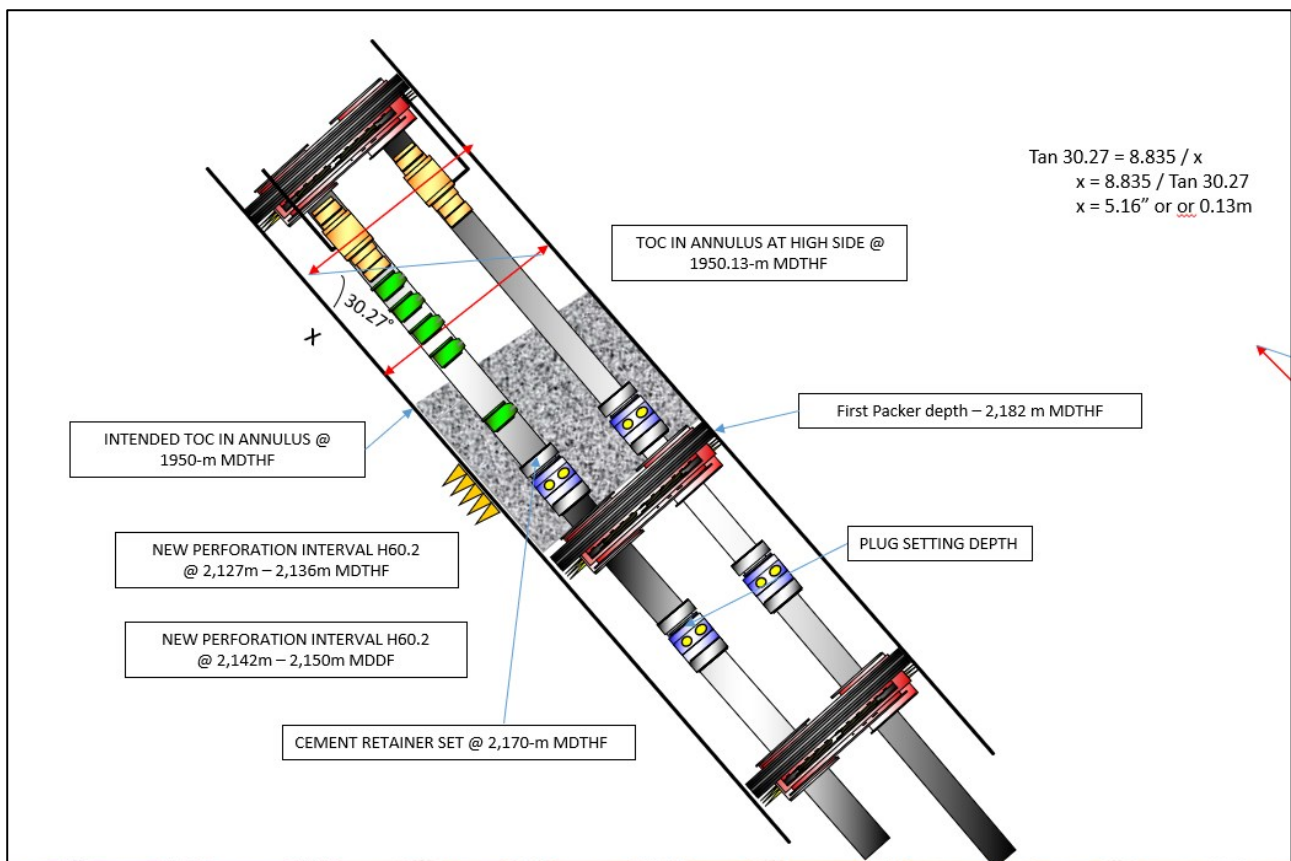 Tan 30.27 = 8.835 / x
x = 8.835 / Tan 30.27
x = 5.16” or or 0.13m
TOC IN ANNULUS AT HIGH SIDE @
1950.13-m MDTHF
30.27°
X
First Packer depth – 2,182 m MDTHF
INTENDED TOC IN ANNULUS @
1950-m MDTHF
NEW PERFORATION INTERVAL H60.2
@ 2,127m – 2,136m MDTHF
PLUG SETTING DEPTH
NEW PERFORATION INTERVAL H60.2
@ 2,142m – 2,150m MDDF
CEMENT RETAINER SET @ 2,170-m MDTHF